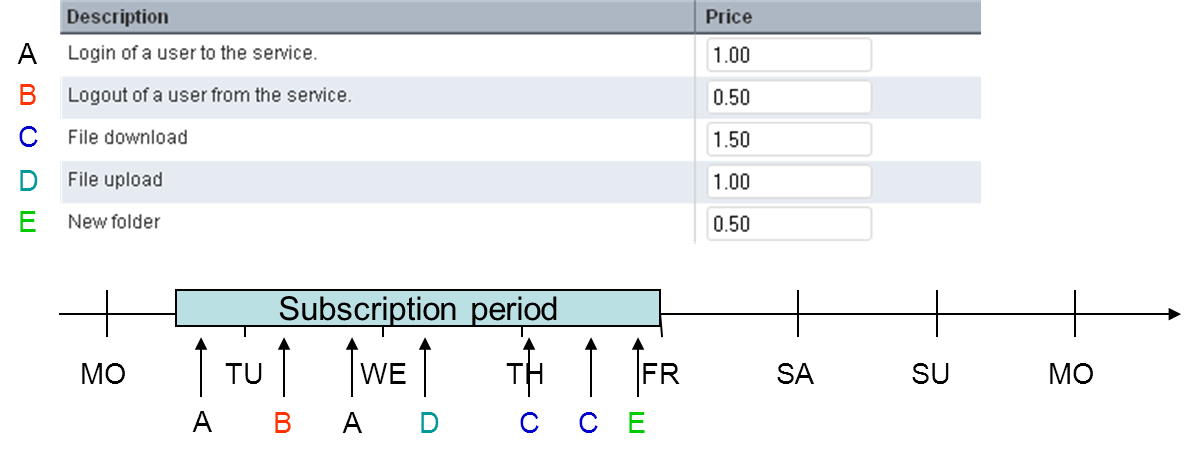 Description Price
A Login of a user to the service. 1.00
B Logout of a user from the service. 0.50
C File download 1.50
D File upload 1.00
E New folder 0.50
Subscription period
MO TU WE TH FR SA SU MO
A B A D C C E